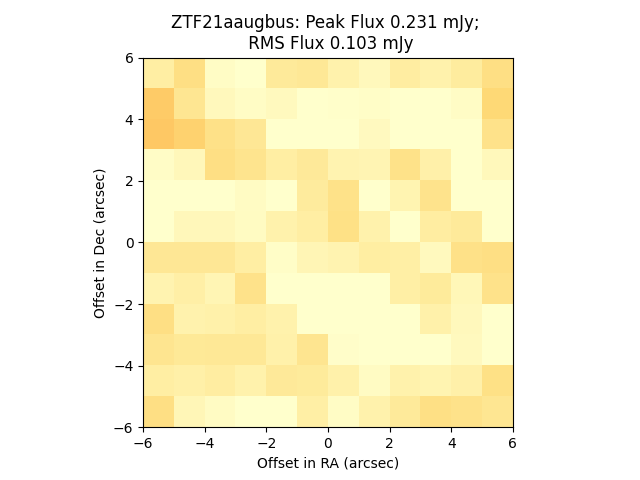 ZTF21aaugbus: Peak Flux 0.231 mJy;
RMS Flux 0.103 mJy
6
4
2
0
−2
−4
−6
Offset in Dec (arcsec)
−6 −4 −2 0 2 4 6
Offset in RA (arcsec)